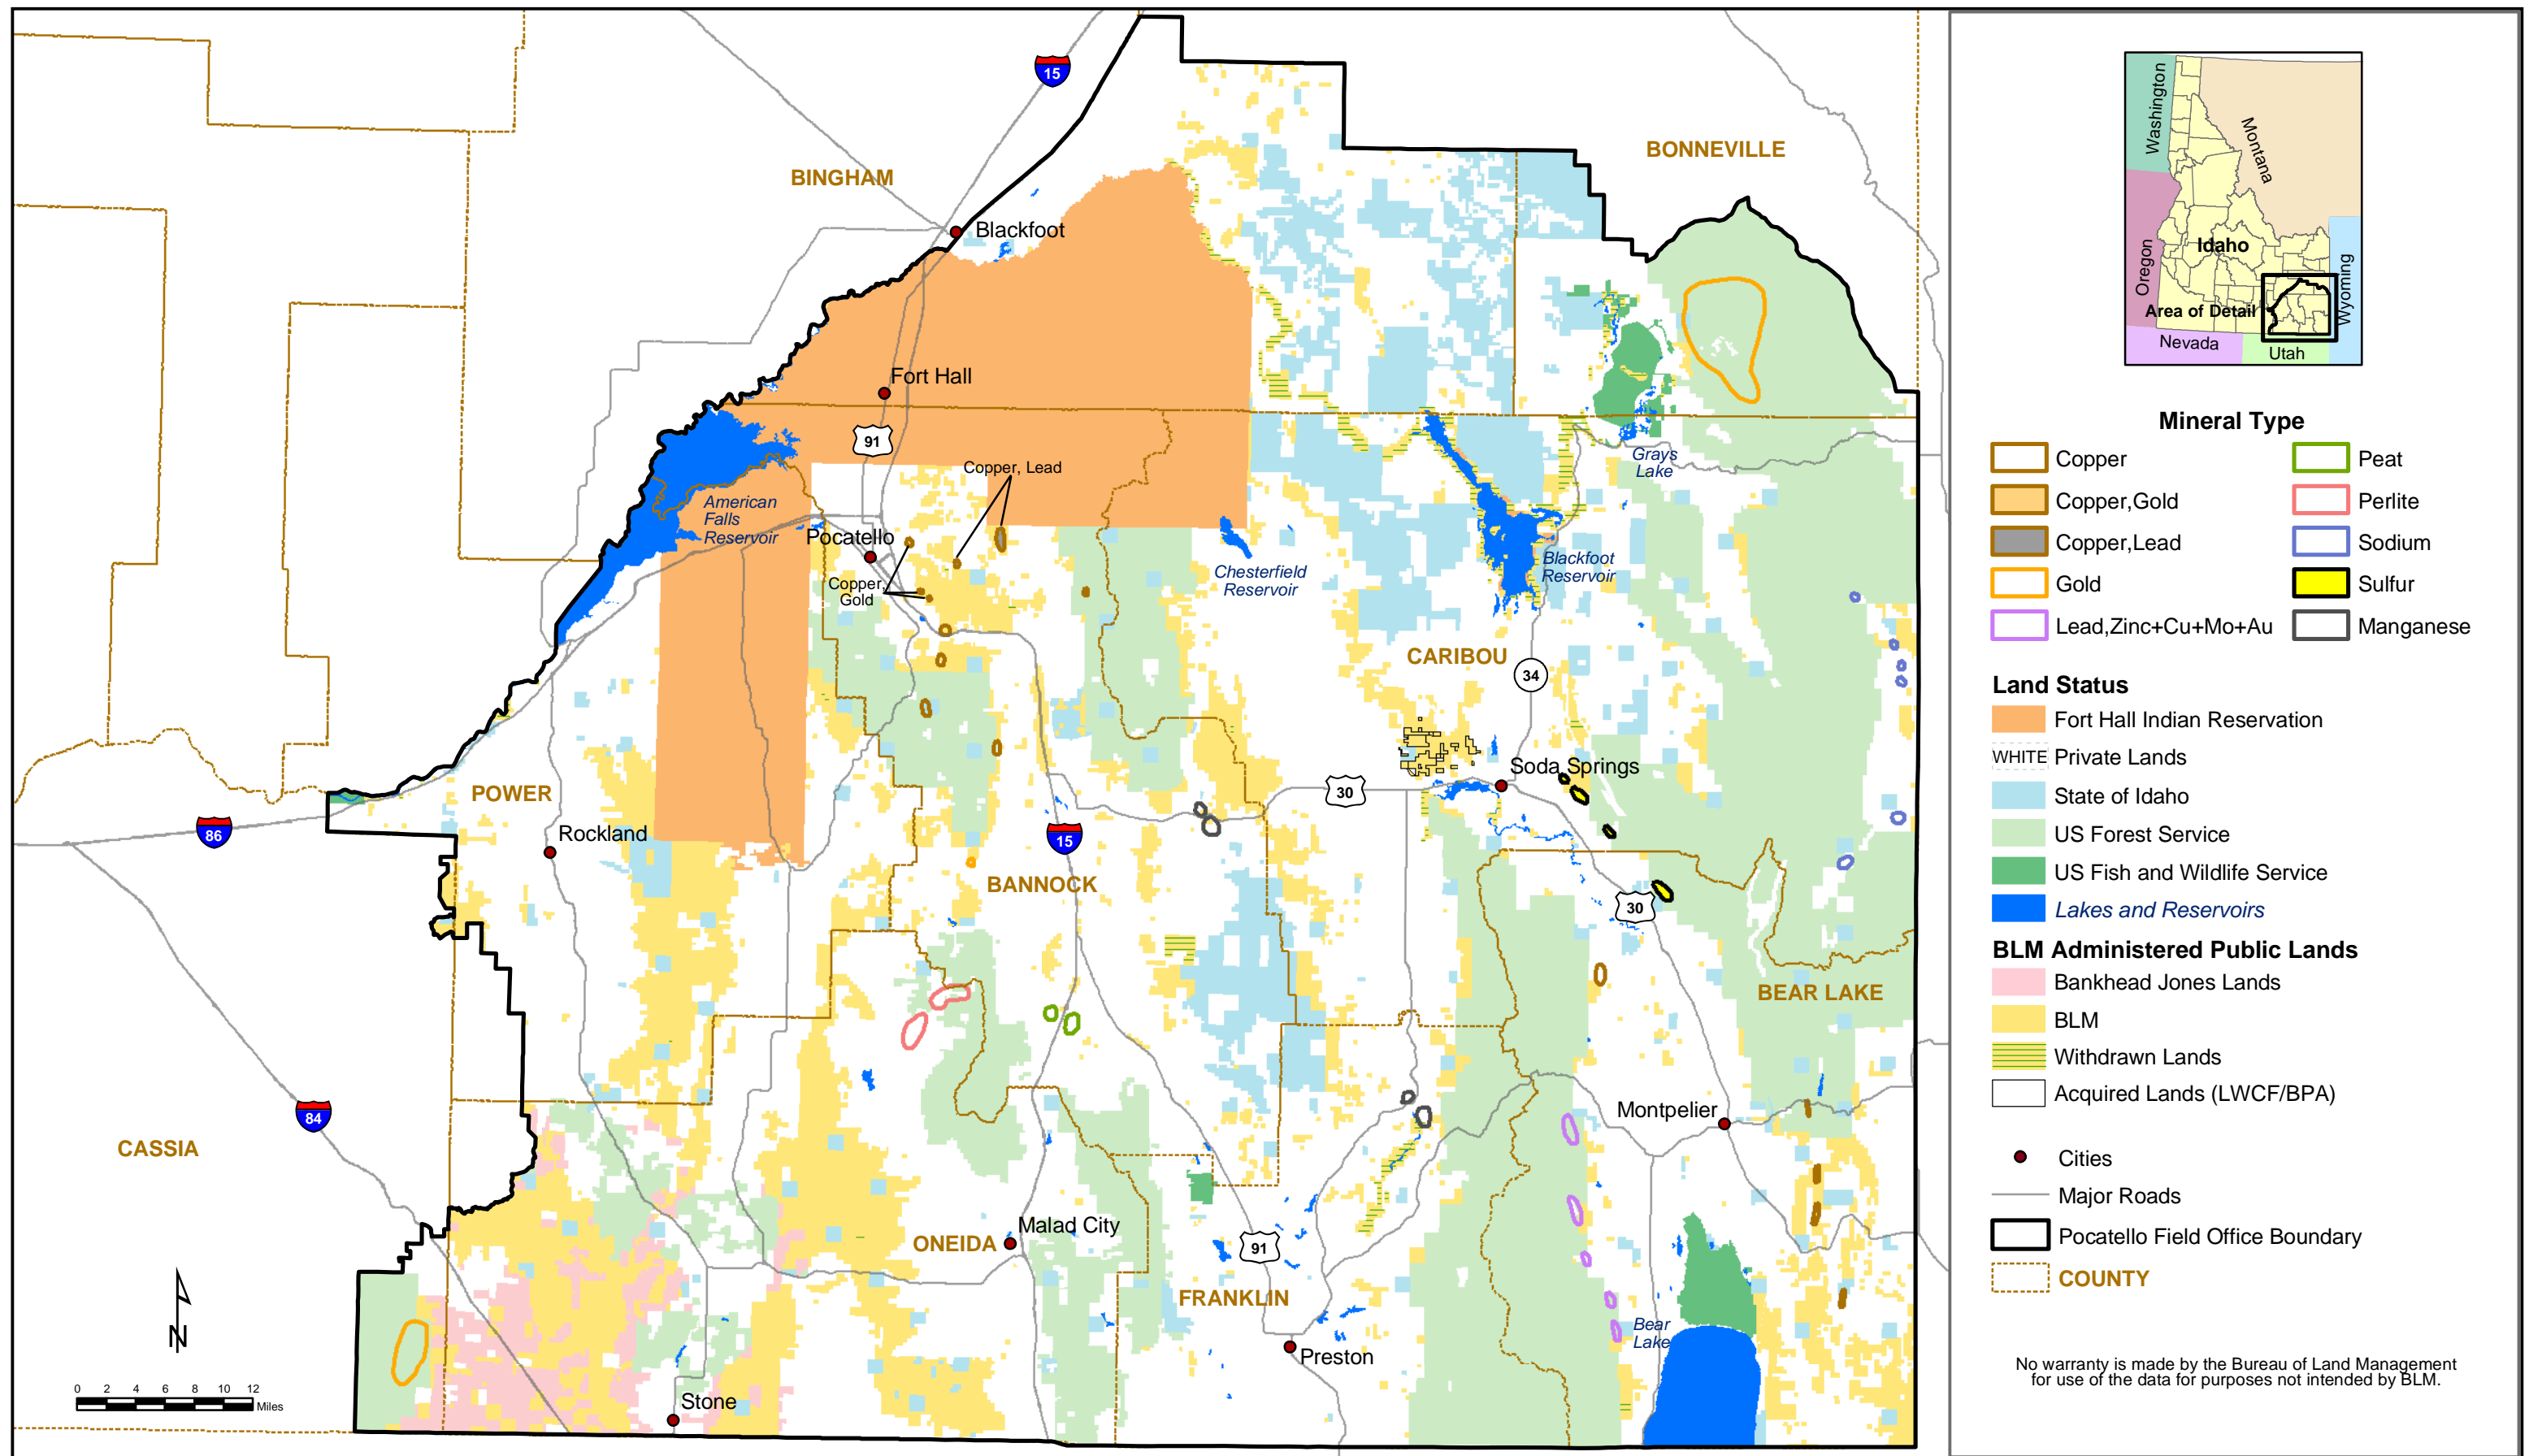 15
BINGHAM
BONNEVILLE
Blackfoot
Fort Hall
91
Copper, Lead
American
Falls
Reservoir
Pocatello
Copper,
Gold
Grays
Lake
Chesterfield
Reservoir
Blackfoot
Reservoir
CARIBOU
34
Soda Springs
30
POWER
86
Rockland
15
BANNOCK
30
BEAR LAKE
84
CASSIA
Montpelier
Malad City
ONEIDA
91
FRANKLIN
Bear
Lake
Preston
Stone
N
0 2 4 6 8 10 12
Miles
Washington
Montana
Oregon
Idaho
Wyoming
Area of Detail
Nevada
Utah
Mineral Type
Copper
Peat
Copper,Gold
Perlite
Copper,Lead
Sodium
Gold
Sulfur
Lead,Zinc+Cu+Mo+Au
Manganese
Land Status
Fort Hall Indian Reservation
WHITE Private Lands
State of Idaho
US Forest Service
US Fish and Wildlife Service
Lakes and Reservoirs
BLM Administered Public Lands
Bankhead Jones Lands
BLM
Withdrawn Lands
Acquired Lands (LWCF/BPA)
Cities
Major Roads
Pocatello Field Office Boundary
COUNTY
No warranty is made by the Bureau of Land Management
for use of the data for purposes not intended by BLM.